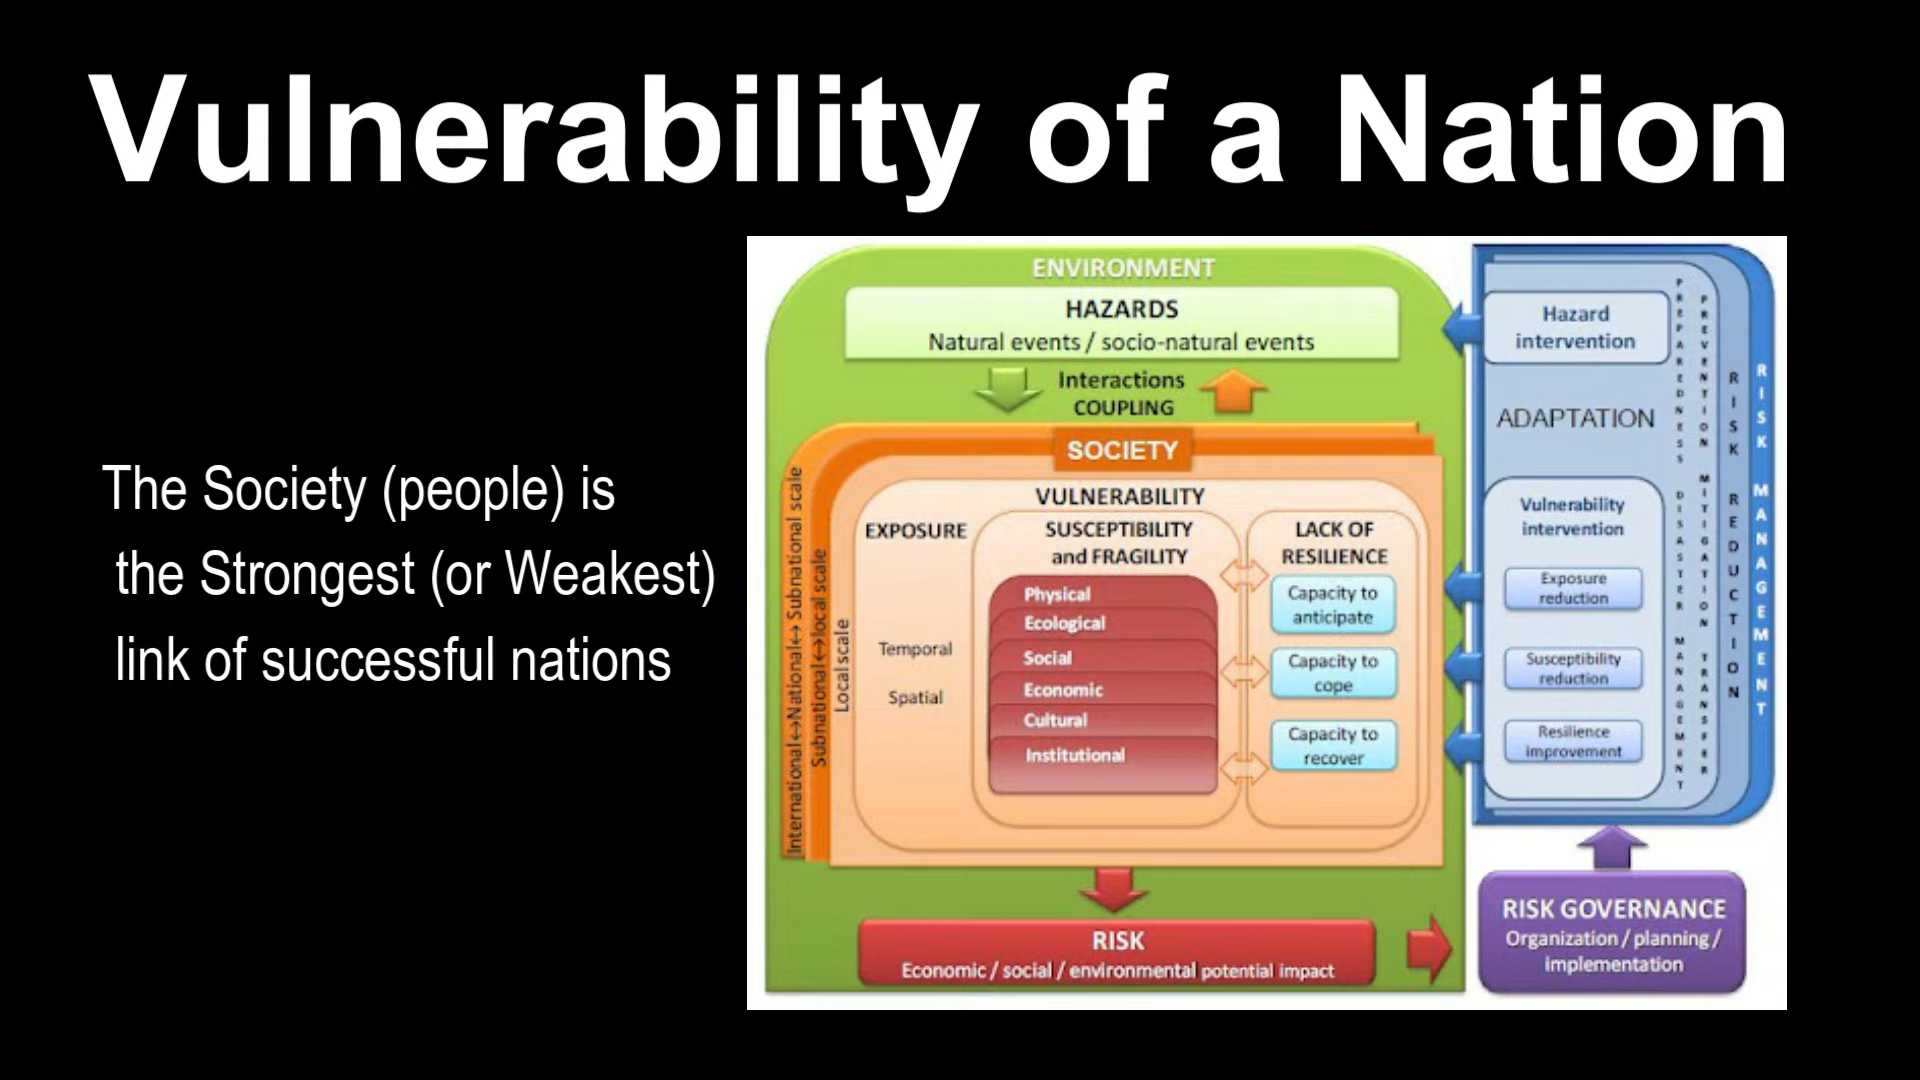 Vulnerability of a Nation
The Society (people) is
the Strongest (or Weakest)
link of successful nations
ENVIRONMENT
HAZARDS
Natural events / socio-natural events
Interactions
COUPLING
SOCIETY
International↔National↔Subnational scale
Subnational↔local scale
Local scale
VULNERABILITY
EXPOSURE
Temporal
Spatial
SUSCEPTIBILITY
and FRAGILITY
Physical
Ecological
Social
Economic
Cultural
Institutional
LACK OF
RESILIENCE
Capacity to
anticipate
Capacity to
cope
Capacity to
recover
RISK
Economic / social / environmental potential impact
Hazard
intervention
ADAPTATION
Vulnerability
intervention
Exposure
reduction
Susceptibility
reduction
Resilience
improvement
PREPAREDNESS DISASTER MANAGEMENT
PREVENTION MITIGATION TRANSFER
RISK REDUCTION
RISK MANAGEMENT
RISK GOVERNANCE
Organization / planning /
implementation